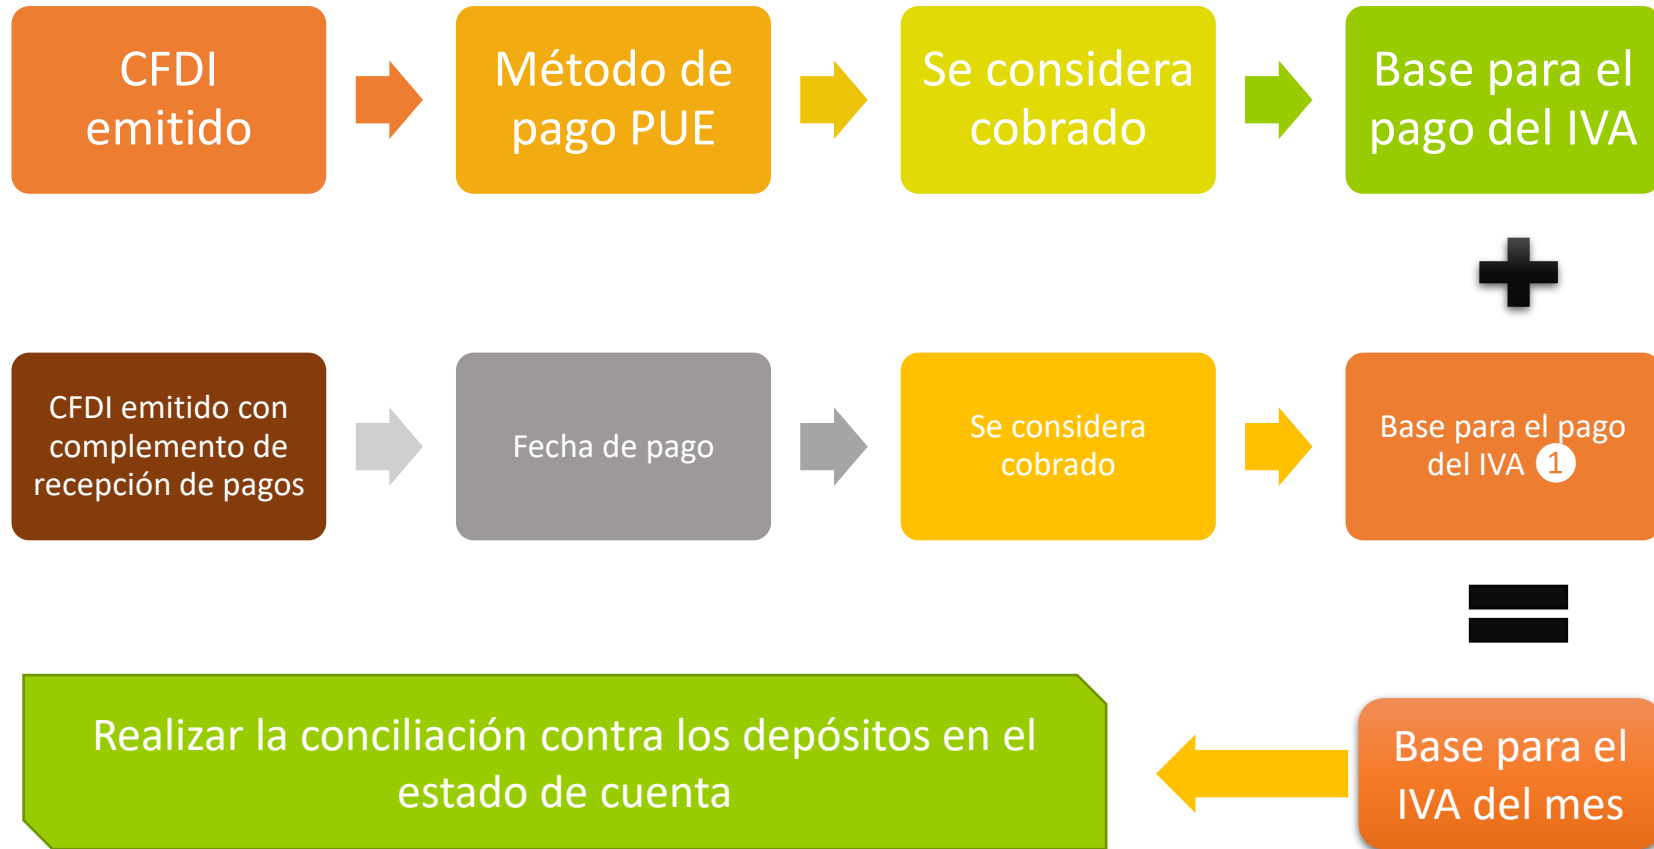 CFDI
emitido
Método de
pago PUE
Se considera
cobrado
Base para el
pago del IVA
CFDI emitido con
complemento de
recepción de pagos
Fecha de pago
Se considera
cobrado
Base para el pago
del IVA 1
Realizar la conciliación contra los depósitos en el
estado de cuenta
Base para el
IVA del mes